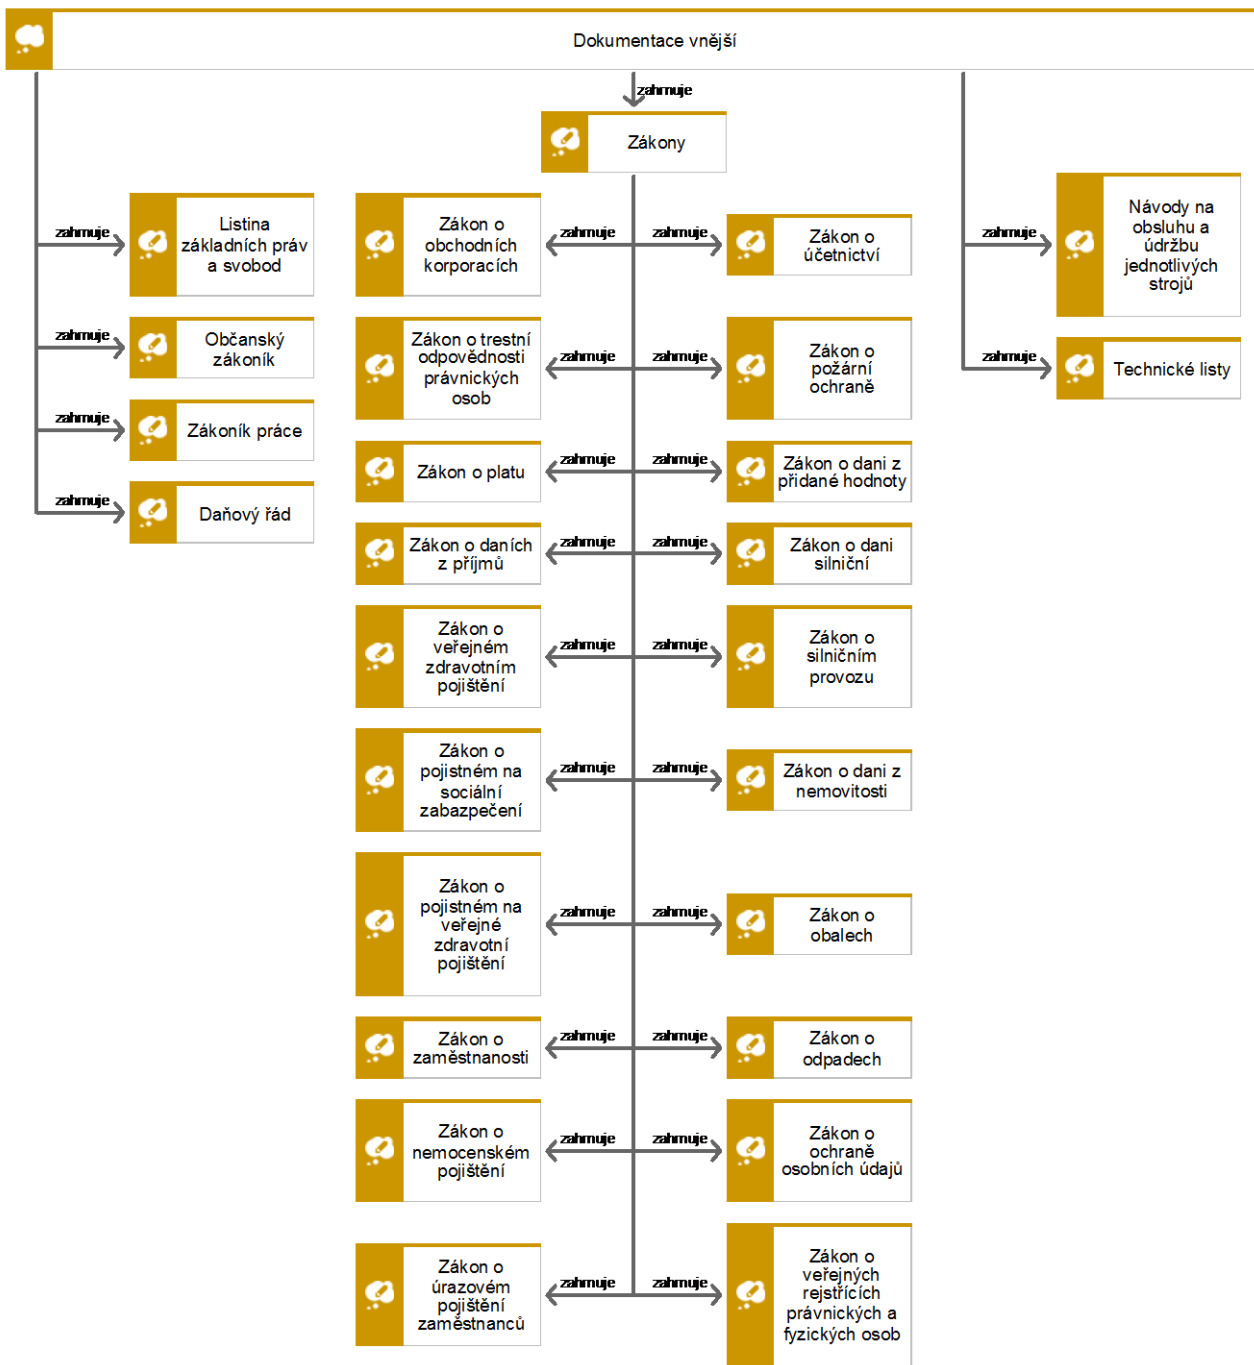 Dokumentace vnější
zahrnuje
Zákony
zahrnuje
Listina
základních práv
a svobod
zahrnuje
Občanský
zákoník
zahrnuje
Zákoník práce
zahrnuje
Daňový řád
zahrnuje
Zákon o
obchodních
korporacích
zahrnuje
Zákon o
účetnictví
zahrnuje
Zákon o trestní
odpovědnosti
právnických
osob
zahrnuje
Zákon o
požární
ochraně
zahrnuje
Zákon o platu
zahrnuje
Zákon o dani z
přidané hodnoty
zahrnuje
Zákon o daních
z příjmů
zahrnuje
Zákon o dani
silniční
zahrnuje
Zákon o
veřejném
zdravotním
pojištění
zahrnuje
Zákon o
silničním
provozu
zahrnuje
Zákon o
pojistném na
sociální
zabazpečení
zahrnuje
Zákon o dani z
nemovitosti
zahrnuje
Zákon o
pojistném na
veřejné
zdravotní
pojištění
zahrnuje
Zákon o
obalech
zahrnuje
Zákon o
zaměstnanosti
zahrnuje
Zákon o
odpadech
zahrnuje
Zákon o
nemocenském
pojištění
zahrnuje
Zákon o
ochraně
osobních údajů
zahrnuje
Zákon o
úrazovém
pojištění
zaměstnanců
zahrnuje
Zákon o
veřejných
rejstřících
právnických a
fyzických osob
zahrnuje
Návody na
obsluhu a
údržbu
jednotlivých
strojů
zahrnuje
Technické listy